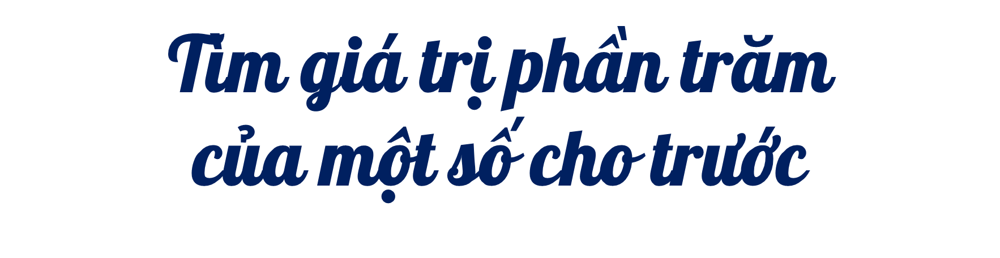 Tìm giá trị phần trăm
của một số cho trước